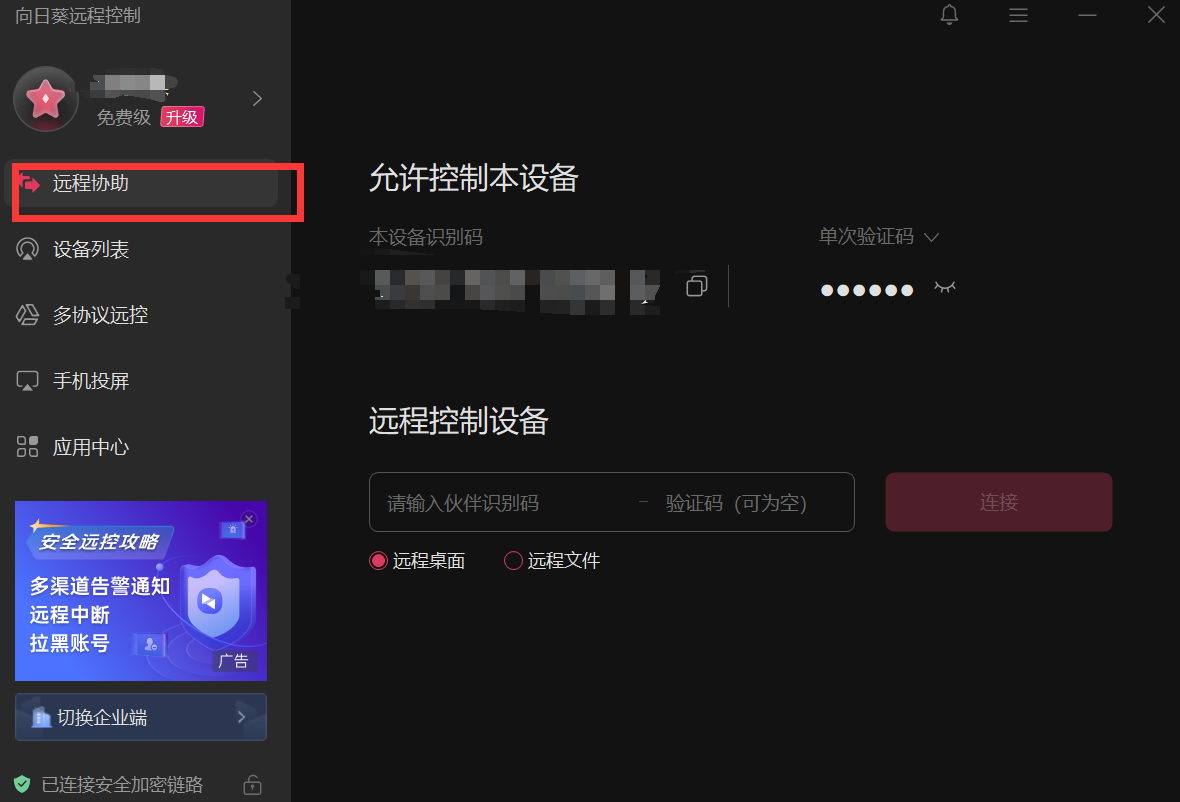 向日葵远程控制
免费级 升级
远程协助
设备列表
多协议远控
手机投屏
应用中心
安全远控攻略
多渠道告警通知
远程中断
拉黑账号
广告
切换企业端
已连接安全加密链路
允许控制本设备
本设备识别码
单次验证码
●●●●●●
远程控制设备
请输入伙伴识别码 – 验证码（可为空）
连接
远程桌面 远程文件